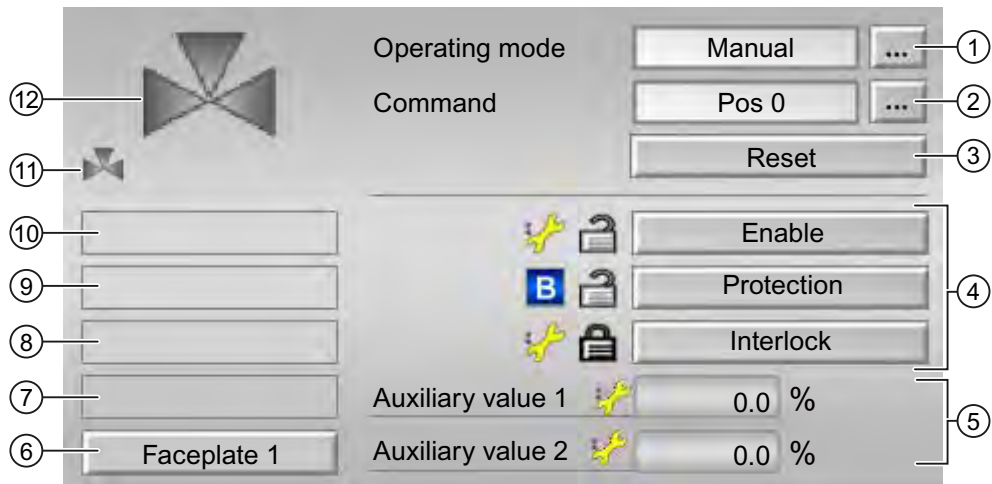 Operating mode Manual ... 1
Command Pos 0 ... 2
Reset 3
12
11
10 Enable
9 B Protection 4
8 Interlock
7 Auxiliary value 1 0.0 %
5
6 Faceplate 1 Auxiliary value 2 0.0 %